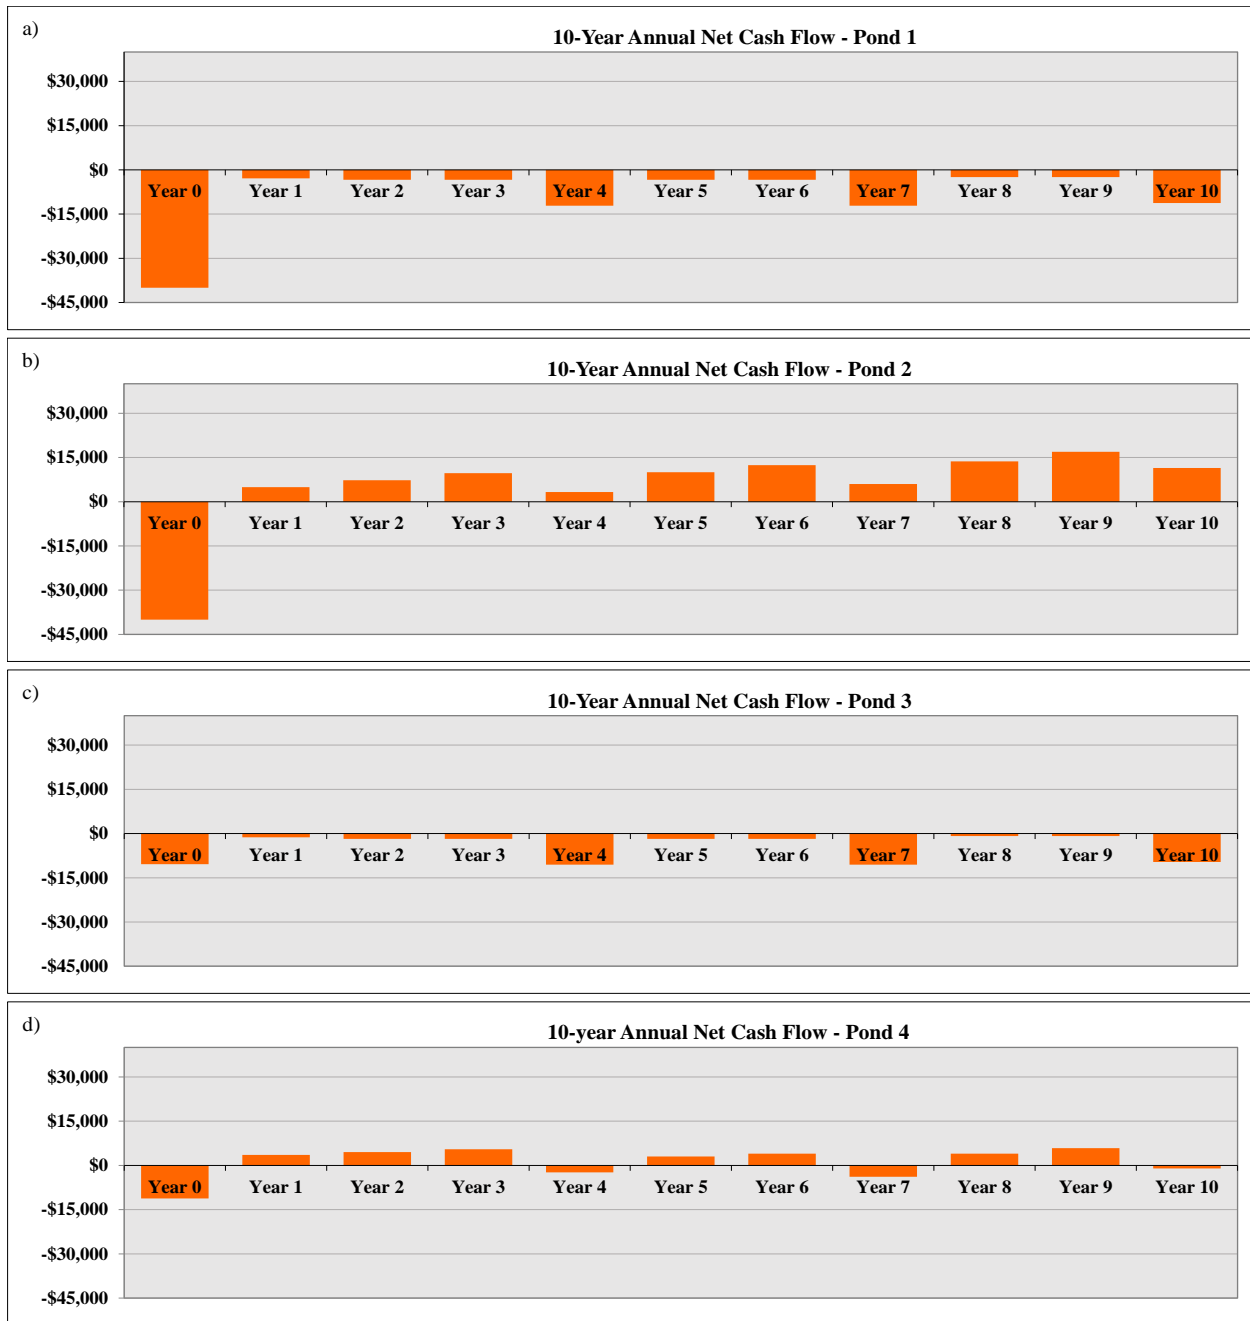 a)
10-Year Annual Net Cash Flow - Pond 1
$30,000
$15,000
$0
Year 0 Year 1 Year 2 Year 3 Year 4 Year 5 Year 6 Year 7 Year 8 Year 9 Year 10
-$15,000
-$30,000
-$45,000
b)
10-Year Annual Net Cash Flow - Pond 2
$30,000
$15,000
$0
Year 0 Year 1 Year 2 Year 3 Year 4 Year 5 Year 6 Year 7 Year 8 Year 9 Year 10
-$15,000
-$30,000
-$45,000
c)
10-Year Annual Net Cash Flow - Pond 3
$30,000
$15,000
$0
Year 0 Year 1 Year 2 Year 3 Year 4 Year 5 Year 6 Year 7 Year 8 Year 9 Year 10
-$15,000
-$30,000
-$45,000
d)
10-year Annual Net Cash Flow - Pond 4
$30,000
$15,000
$0
Year 0 Year 1 Year 2 Year 3 Year 4 Year 5 Year 6 Year 7 Year 8 Year 9 Year 10
-$15,000
-$30,000
-$45,000